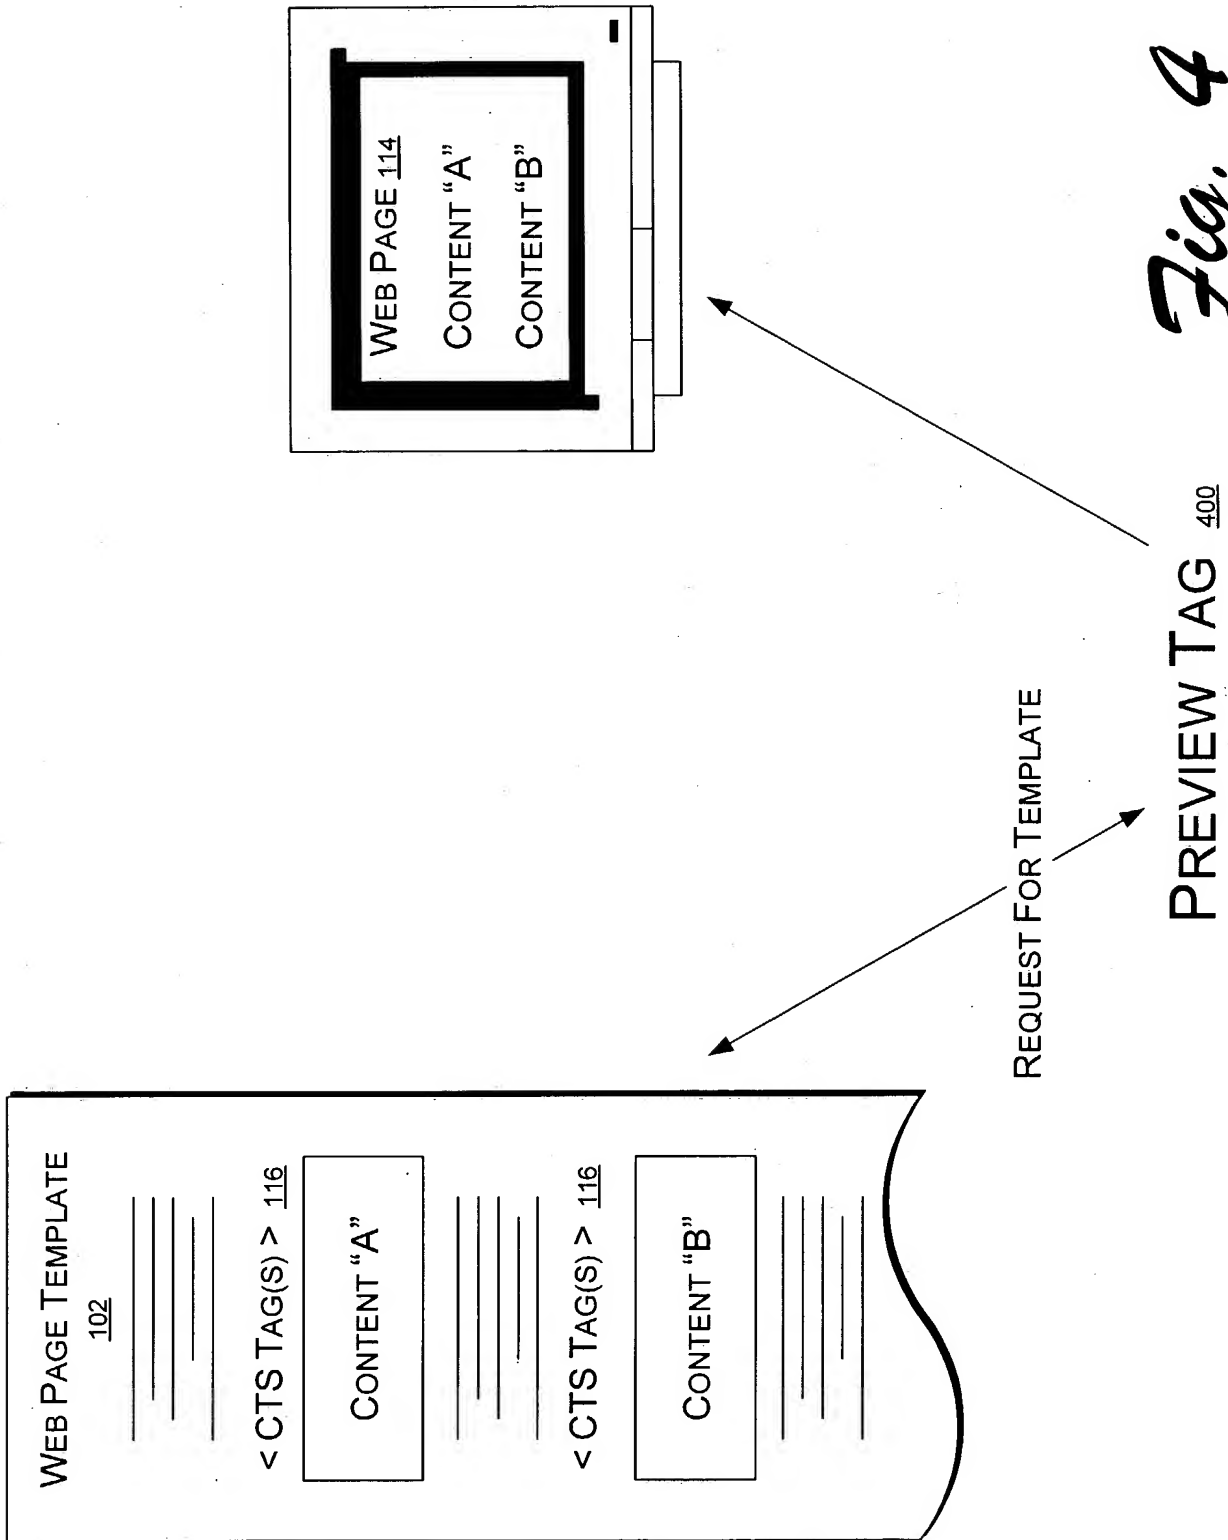 WEB PAGE TEMPLATE
102
< CTS TAG(S) > 116
CONTENT “A”
< CTS TAG(S) > 116
CONTENT “B”
REQUEST FOR TEMPLATE
PREVIEW TAG 400
WEB PAGE 114
CONTENT “A”
CONTENT “B”
Fig. 4